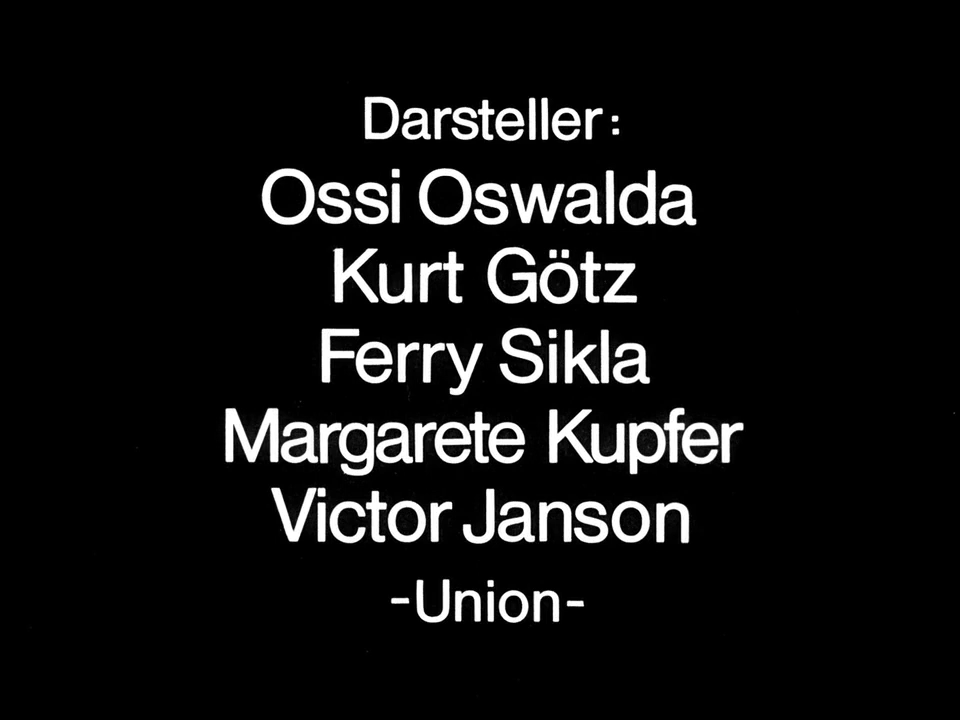 Darsteller:
Ossi Oswalda
Kurt Götz
Ferry Sikla
Margarete Kupfer
Victor Janson
-Union-